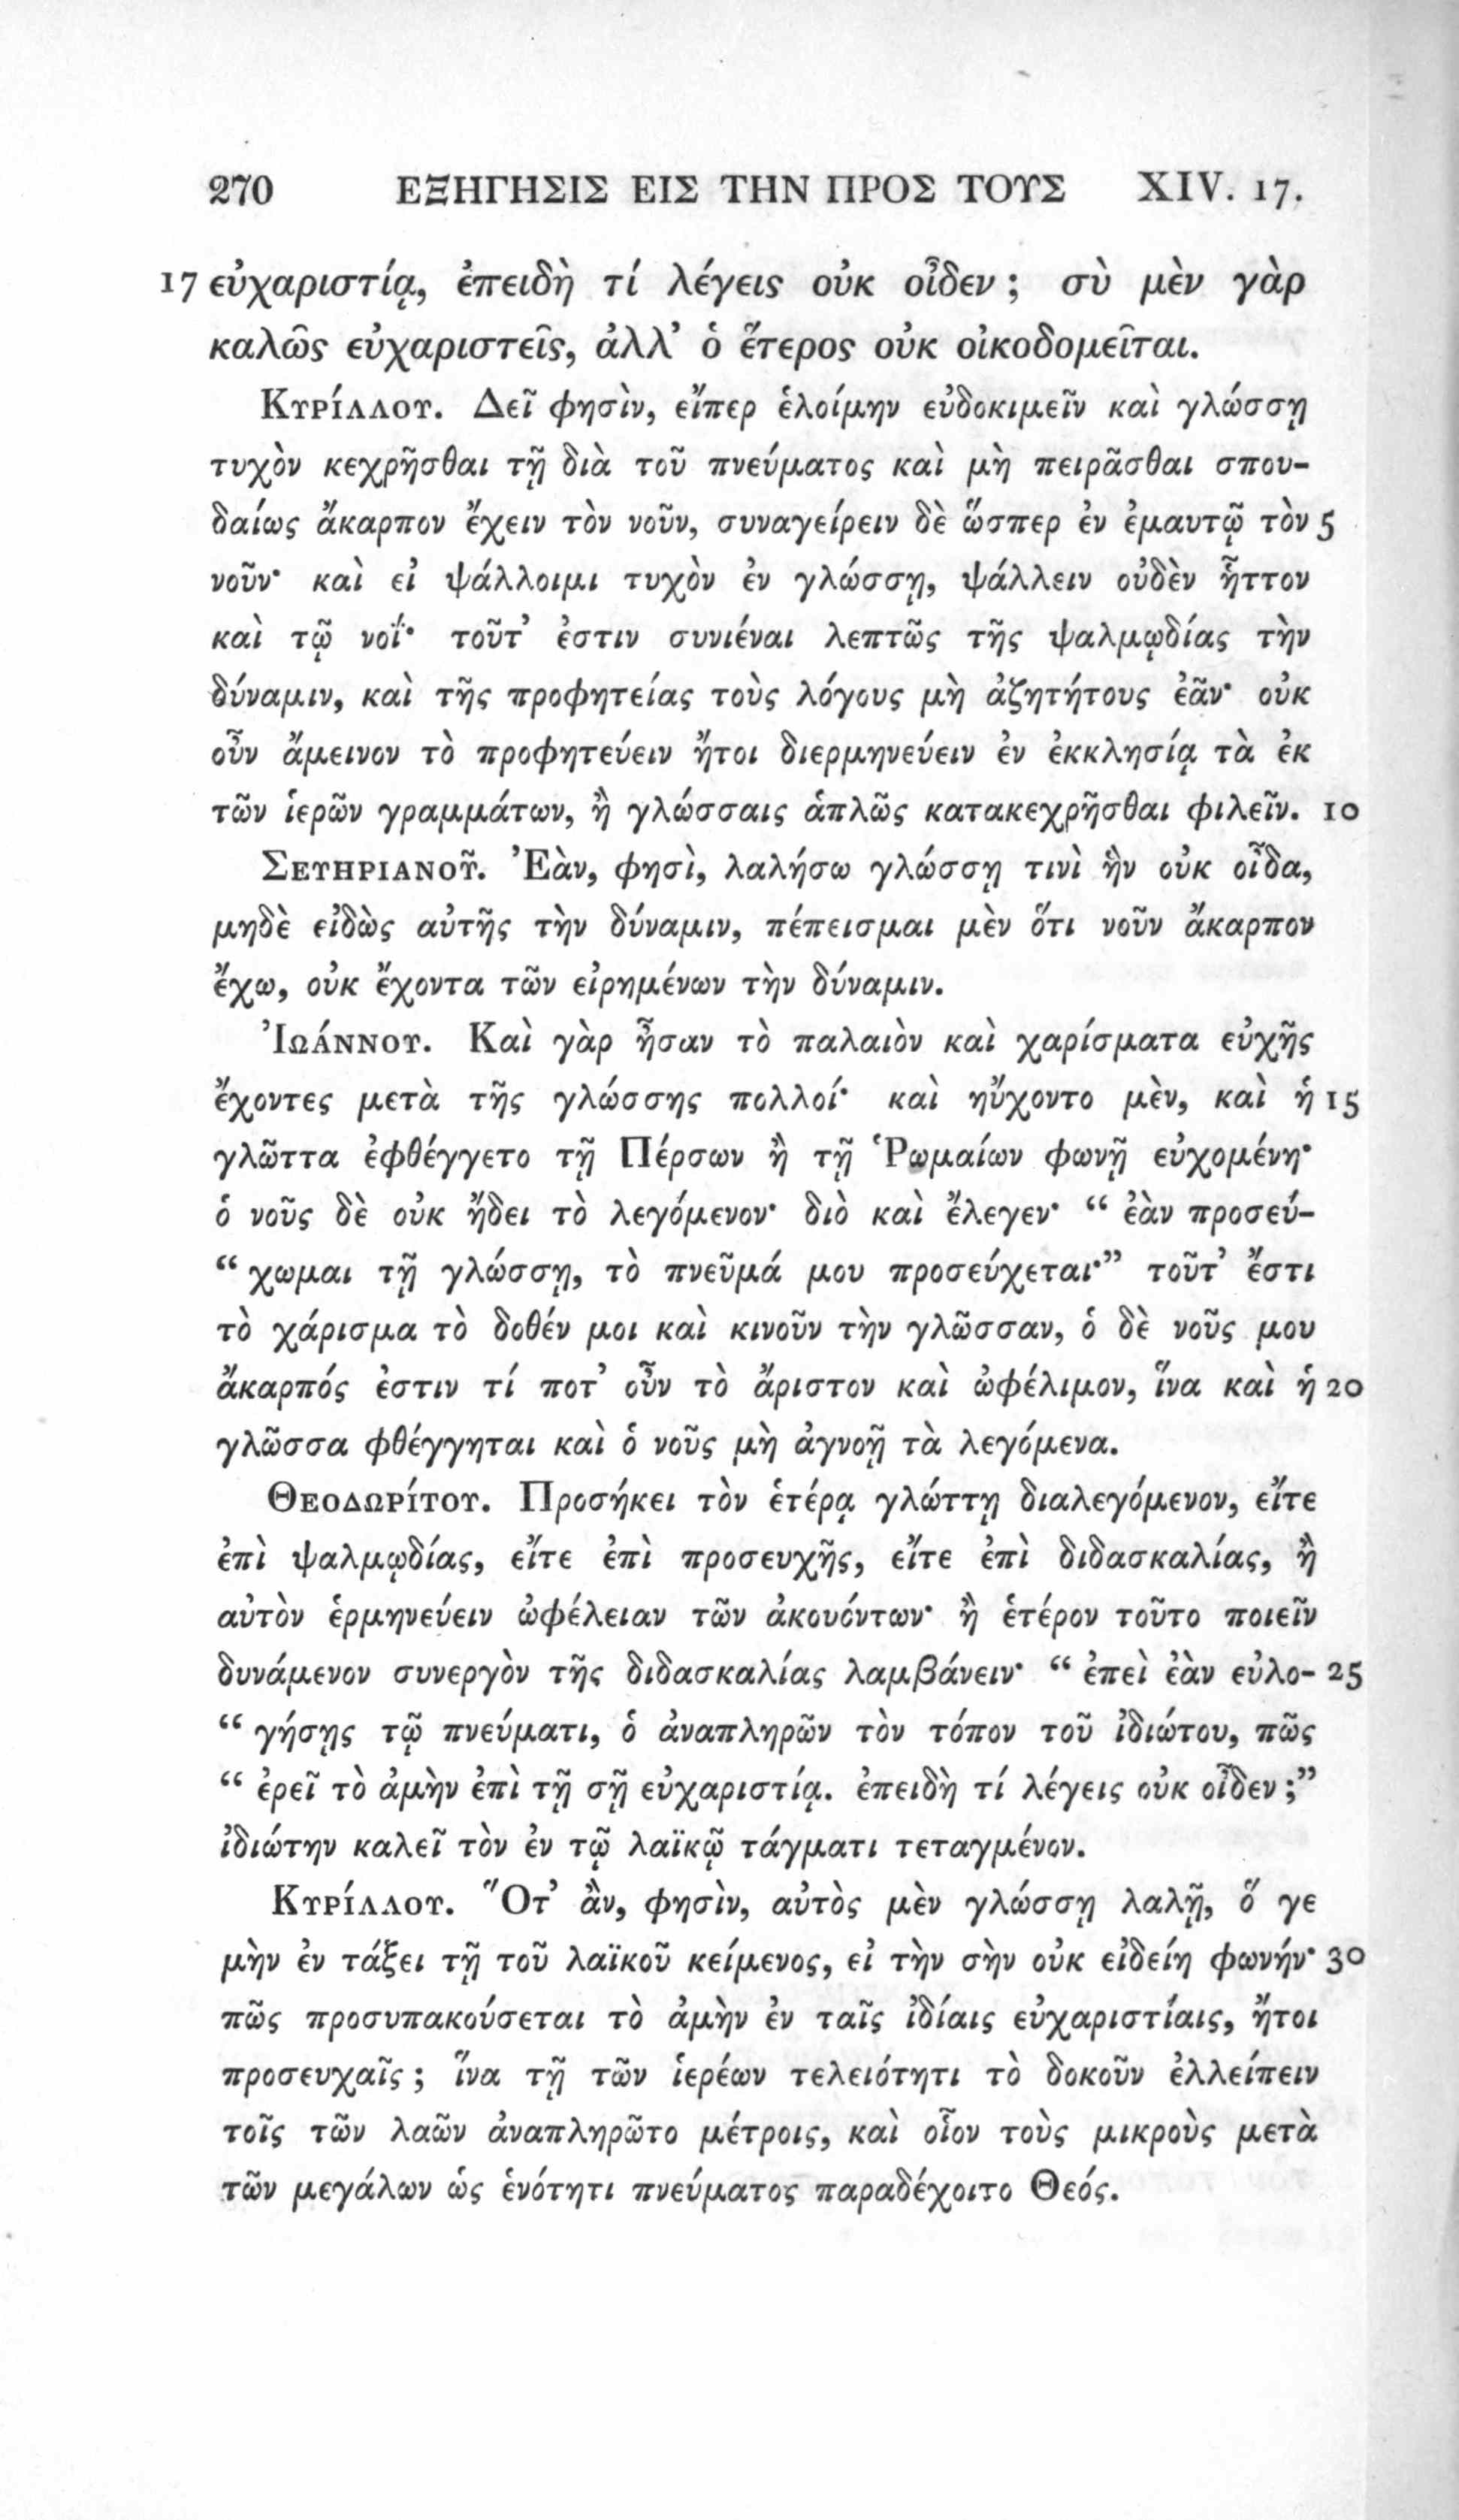 270 ΕΞΗΓΗΣΙΣ ΕΙΣ ΤΗΝ ΠΡΟΣ ΤΟΥΣ XIV. 17.
17 εὐχαριστίᾳ, ἐπειδὴ τί λέγεις οὐκ οἶδεν; σὺ μὲν γὰρ
καλῶς εὐχαριστεῖς, ἀλλ’ ὁ ἕτερος οὐκ οἰκοδομεῖται.
Κυρίλλου. Δεῖ φησὶν, εἴπερ ἑλοίμην εὐδοκιμεῖν καὶ γλώσσῃ
τυχὸν κεχρῆσθαι τῇ διὰ τοῦ πνεύματος καὶ μὴ πειρᾶσθαι σπου-
δαίως ἄκαρπον ἔχειν τὸν νοῦν, συναγείρειν δὲ ὥσπερ ἐν ἐμαυτῷ τὸν 5
νοῦν· καὶ εἰ ψάλλοιμι τυχὸν ἐν γλώσσῃ, ψάλλειν οὐδὲν ἧττον
καὶ τῷ νοΐ· τοῦτ’ ἐστιν συνιέναι λεπτῶς τῆς ψαλμῳδίας τὴν
δύναμιν, καὶ τῆς προφητείας τοὺς λόγους μὴ ἀζητήτους ἐᾶν· οὐκ
οὖν ἄμεινον τὸ προφητεύειν ἤτοι διερμηνεύειν ἐν ἐκκλησίᾳ τὰ ἐκ
τῶν ἱερῶν γραμμάτων, ἢ γλώσσαις ἁπλῶς κατακεχρῆσθαι φιλεῖν. 10
Σευηριανοῦ. Ἐὰν, φησὶ, λαλήσω γλώσσῃ τινὶ ἣν οὐκ οἶδα,
μηδὲ εἰδὼς αὐτῆς τὴν δύναμιν, πέπεισμαι μὲν ὅτι νοῦν ἄκαρπον
ἔχω, οὐκ ἔχοντα τῶν εἰρημένων τὴν δύναμιν.
Ἰωάννου. Καὶ γὰρ ἦσαν τὸ παλαιὸν καὶ χαρίσματα εὐχῆς
ἔχοντες μετὰ τῆς γλώσσης πολλοί· καὶ ηὔχοντο μὲν, καὶ ἡ 15
γλῶττα ἐφθέγγετο τῇ Πέρσων ἢ τῇ Ῥωμαίων φωνῇ εὐχομένη·
ὁ νοῦς δὲ οὐκ ᾔδει τὸ λεγόμενον· διὸ καὶ ἔλεγεν· “ ἐὰν προσεύ-
“ χωμαι τῇ γλώσσῃ, τὸ πνεῦμά μου προσεύχεται·” τοῦτ’ ἔστι
τὸ χάρισμα τὸ δοθέν μοι καὶ κινοῦν τὴν γλῶσσαν, ὁ δὲ νοῦς μου
ἄκαρπός ἐστιν τί ποτ’ οὖν τὸ ἄριστον καὶ ὠφέλιμον, ἵνα καὶ ἡ 20
γλῶσσα φθέγγηται καὶ ὁ νοῦς μὴ ἀγνοῇ τὰ λεγόμενα.
Θεοδωρίτου. Προσήκει τὸν ἑτέρᾳ γλώττῃ διαλεγόμενον, εἴτε
ἐπὶ ψαλμῳδίας, εἴτε ἐπὶ προσευχῆς, εἴτε ἐπὶ διδασκαλίας, ἢ
αὐτὸν ἑρμηνεύειν ὠφέλειαν τῶν ἀκουόντων· ἢ ἑτέρον τοῦτο ποιεῖν
δυνάμενον συνεργὸν τῆς διδασκαλίας λαμβάνειν· “ ἐπεὶ ἐὰν εὐλο- 25
“ γήσῃς τῷ πνεύματι, ὁ ἀναπληρῶν τὸν τόπον τοῦ ἰδιώτου, πῶς
“ ἐρεῖ τὸ ἀμὴν ἐπὶ τῇ σῇ εὐχαριστίᾳ. ἐπειδὴ τί λέγεις οὐκ οἶδεν;”
ἰδιώτην καλεῖ τὸν ἐν τῷ λαϊκῷ τάγματι τεταγμένον.
Κυρίλλου. Ὅτ’ ἂν, φησὶν, αὐτὸς μὲν γλώσσῃ λαλῇ, ὅ γε
μὴν ἐν τάξει τῇ τοῦ λαϊκοῦ κείμενος, εἰ τὴν σὴν οὐκ εἰδείη φωνήν· 30
πῶς προσυπακούσεται τὸ ἀμὴν ἐν ταῖς ἰδίαις εὐχαριστίαις, ἤτοι
προσευχαῖς; ἵνα τῇ τῶν ἱερέων τελειότητι τὸ δοκοῦν ἐλλείπειν
τοῖς τῶν λαῶν ἀναπληρῶτο μέτροις, καὶ οἷον τοὺς μικροὺς μετὰ
τῶν μεγάλων ὡς ἑνότητι πνεύματος παραδέχοιτο Θεός.